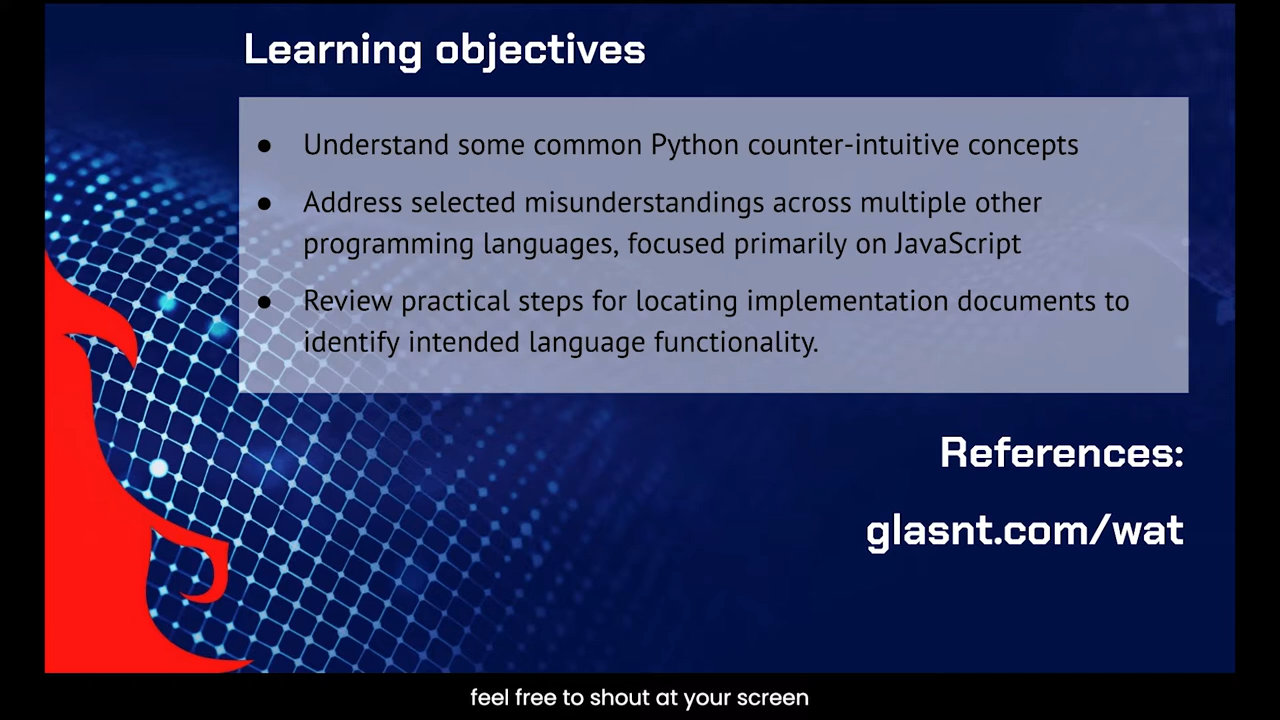 Learning objectives
● Understand some common Python counter-intuitive concepts
● Address selected misunderstandings across multiple other
programming languages, focused primarily on JavaScript
● Review practical steps for locating implementation documents to
identify intended language functionality.
References:
glasnt.com/wat
feel free to shout at your screen